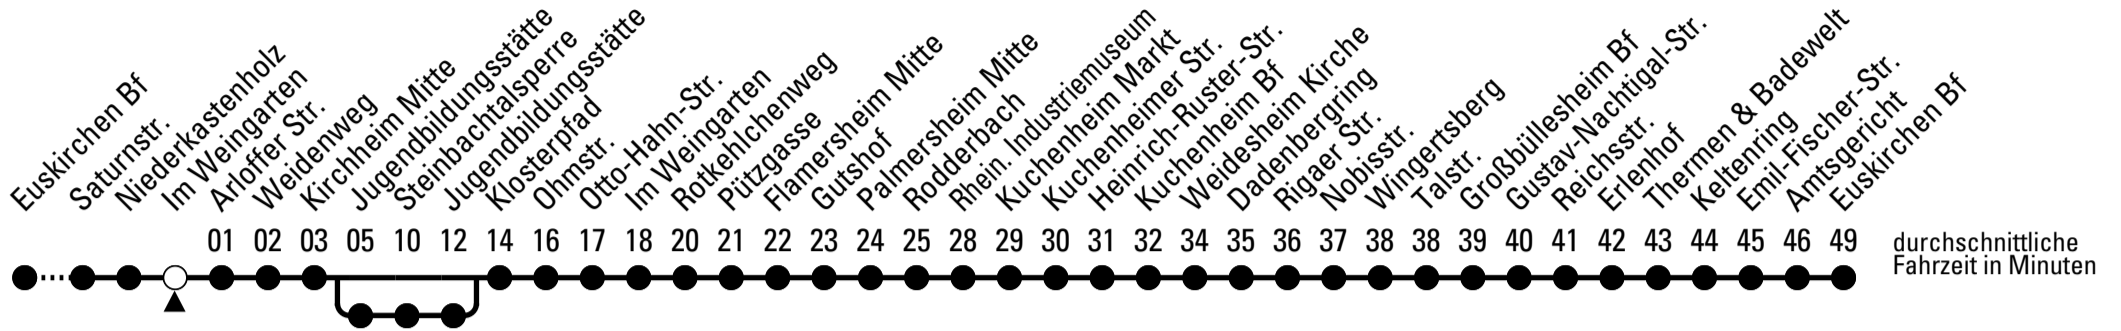 Euskirchen Bf
Saturnstr.
Niederkastenholz
Im Weingarten
Arloffer Str.
Weidenweg
Kirchheim Mitte
Jugendbildungsstätte
Steinbachtalsperre
Jugendbildungsstätte
Klosterpfad
Ohmstr.
Otto-Hahn-Str.
Im Weingarten
Rotkehlchenweg
Pützgasse
Flamersheim Mitte
Gutshof
Palmersheim Mitte
Rodderbach
Rhein. Industriemuseum
Kuchenheim Markt
Kuchenheimer Str.
Heinrich-Ruster-Str.
Kuchenheim Bf
Weidesheim Kirche
Dadenbergring
Rigaer Str.
Nobisstr.
Wingertsberg
Talstr.
Großbüllesheim Bf
Gustav-Nachtigal-Str.
Reichsstr.
Erlenhof
Thermen & Badewelt
Keltenring
Emil-Fischer-Str.
Amtsgericht
Euskirchen Bf
01 02 03 05 10 12 14 16 17 18 20 21 22 23 24 25 28 29 30 31 32 34 35 36 37 38 38 39 40 41 42 43 44 45 46 49
durchschnittliche
Fahrzeit in Minuten